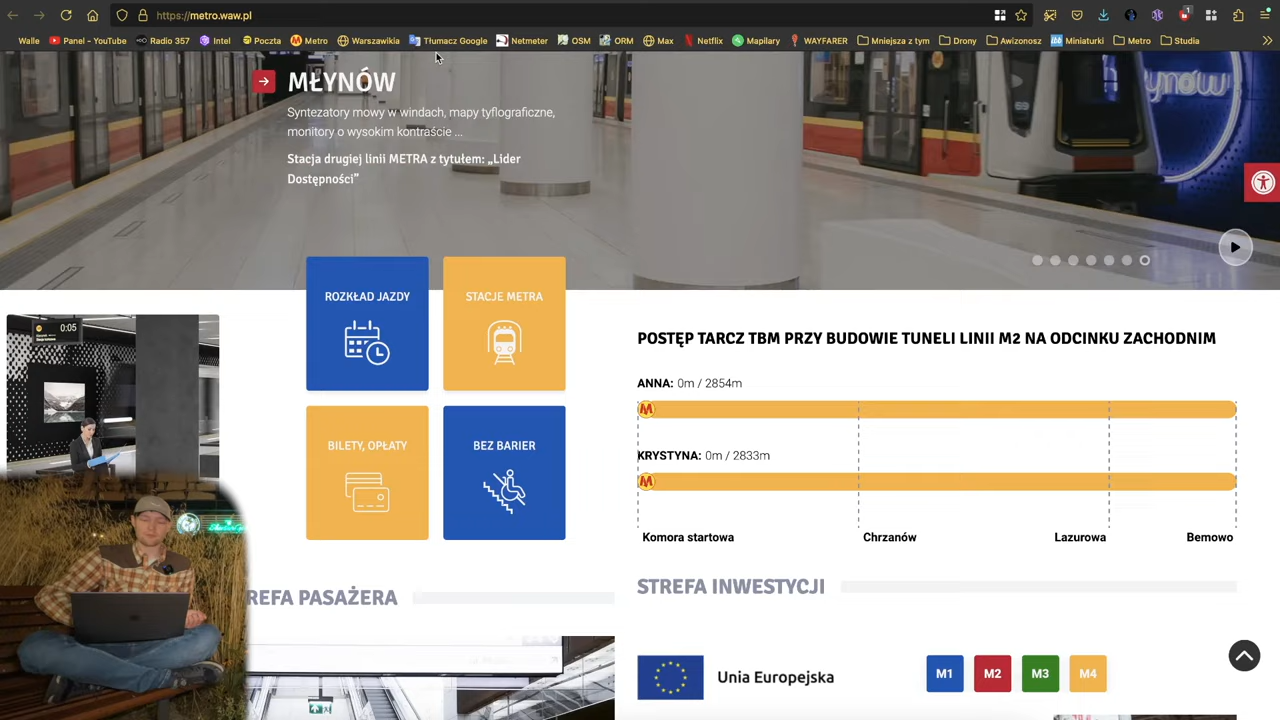 https://metro.waw.pl
1
Walle
Panel - YouTube
Radio 357
Intel
Poczta
Metro
Warszawikia
Tłumacz Google
Netmeter
OSM
ORM
Max
Netflix
Mapilary
WAYFARER
Mniejsza z tym
Drony
Awizonosz
Miniaturki
Metro
Studia
MŁYNÓW
Syntezatory mowy w windach, mapy tyflograficzne,
monitory o wysokim kontraście ...
Stacja drugiej linii METRA z tytułem: „Lider
Dostępności”
Młynów
ROZKŁAD JAZDY
STACJE METRA
BILETY, OPŁATY
BEZ BARIER
0:05
POSTĘP TARCZ TBM PRZY BUDOWIE TUNELI LINII M2 NA ODCINKU ZACHODNIM
ANNA: 0m / 2854m
M
KRYSTYNA: 0m / 2833m
M
Komora startowa
Chrzanów
Lazurowa
Bemowo
REFA PASAŻERA
STREFA INWESTYCJI
Unia Europejska
M1
M2
M3
M4